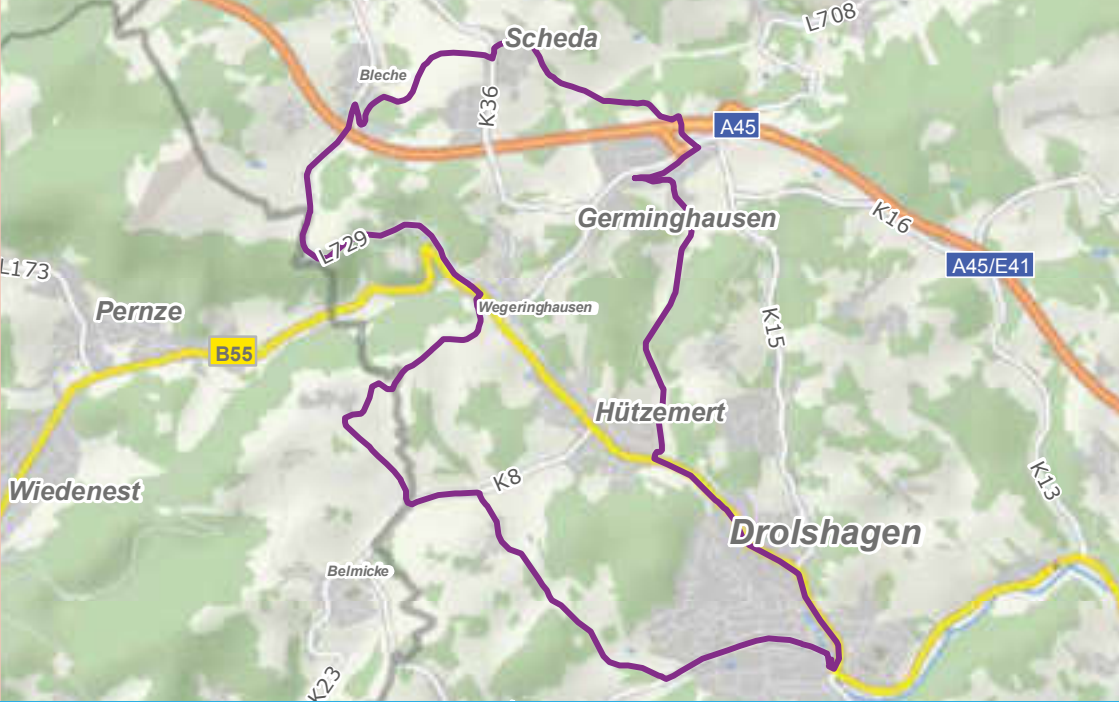 L708
Scheda
Bleche
K36
A45
Germinghausen
K16
L729
A45/E41
L173
Pernze
Wegeringhausen
K15
B55
Hützemert
K8
K13
Wiedenest
Drolshagen
Belmicke
K23